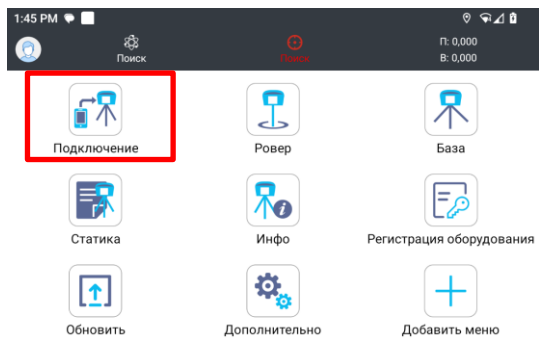 1:45 PM
Поиск
Поиск
П: 0,000
В: 0,000
Подключение
Ровер
База
Статика
Инфо
Регистрация оборудования
Обновить
Дополнительно
Добавить меню